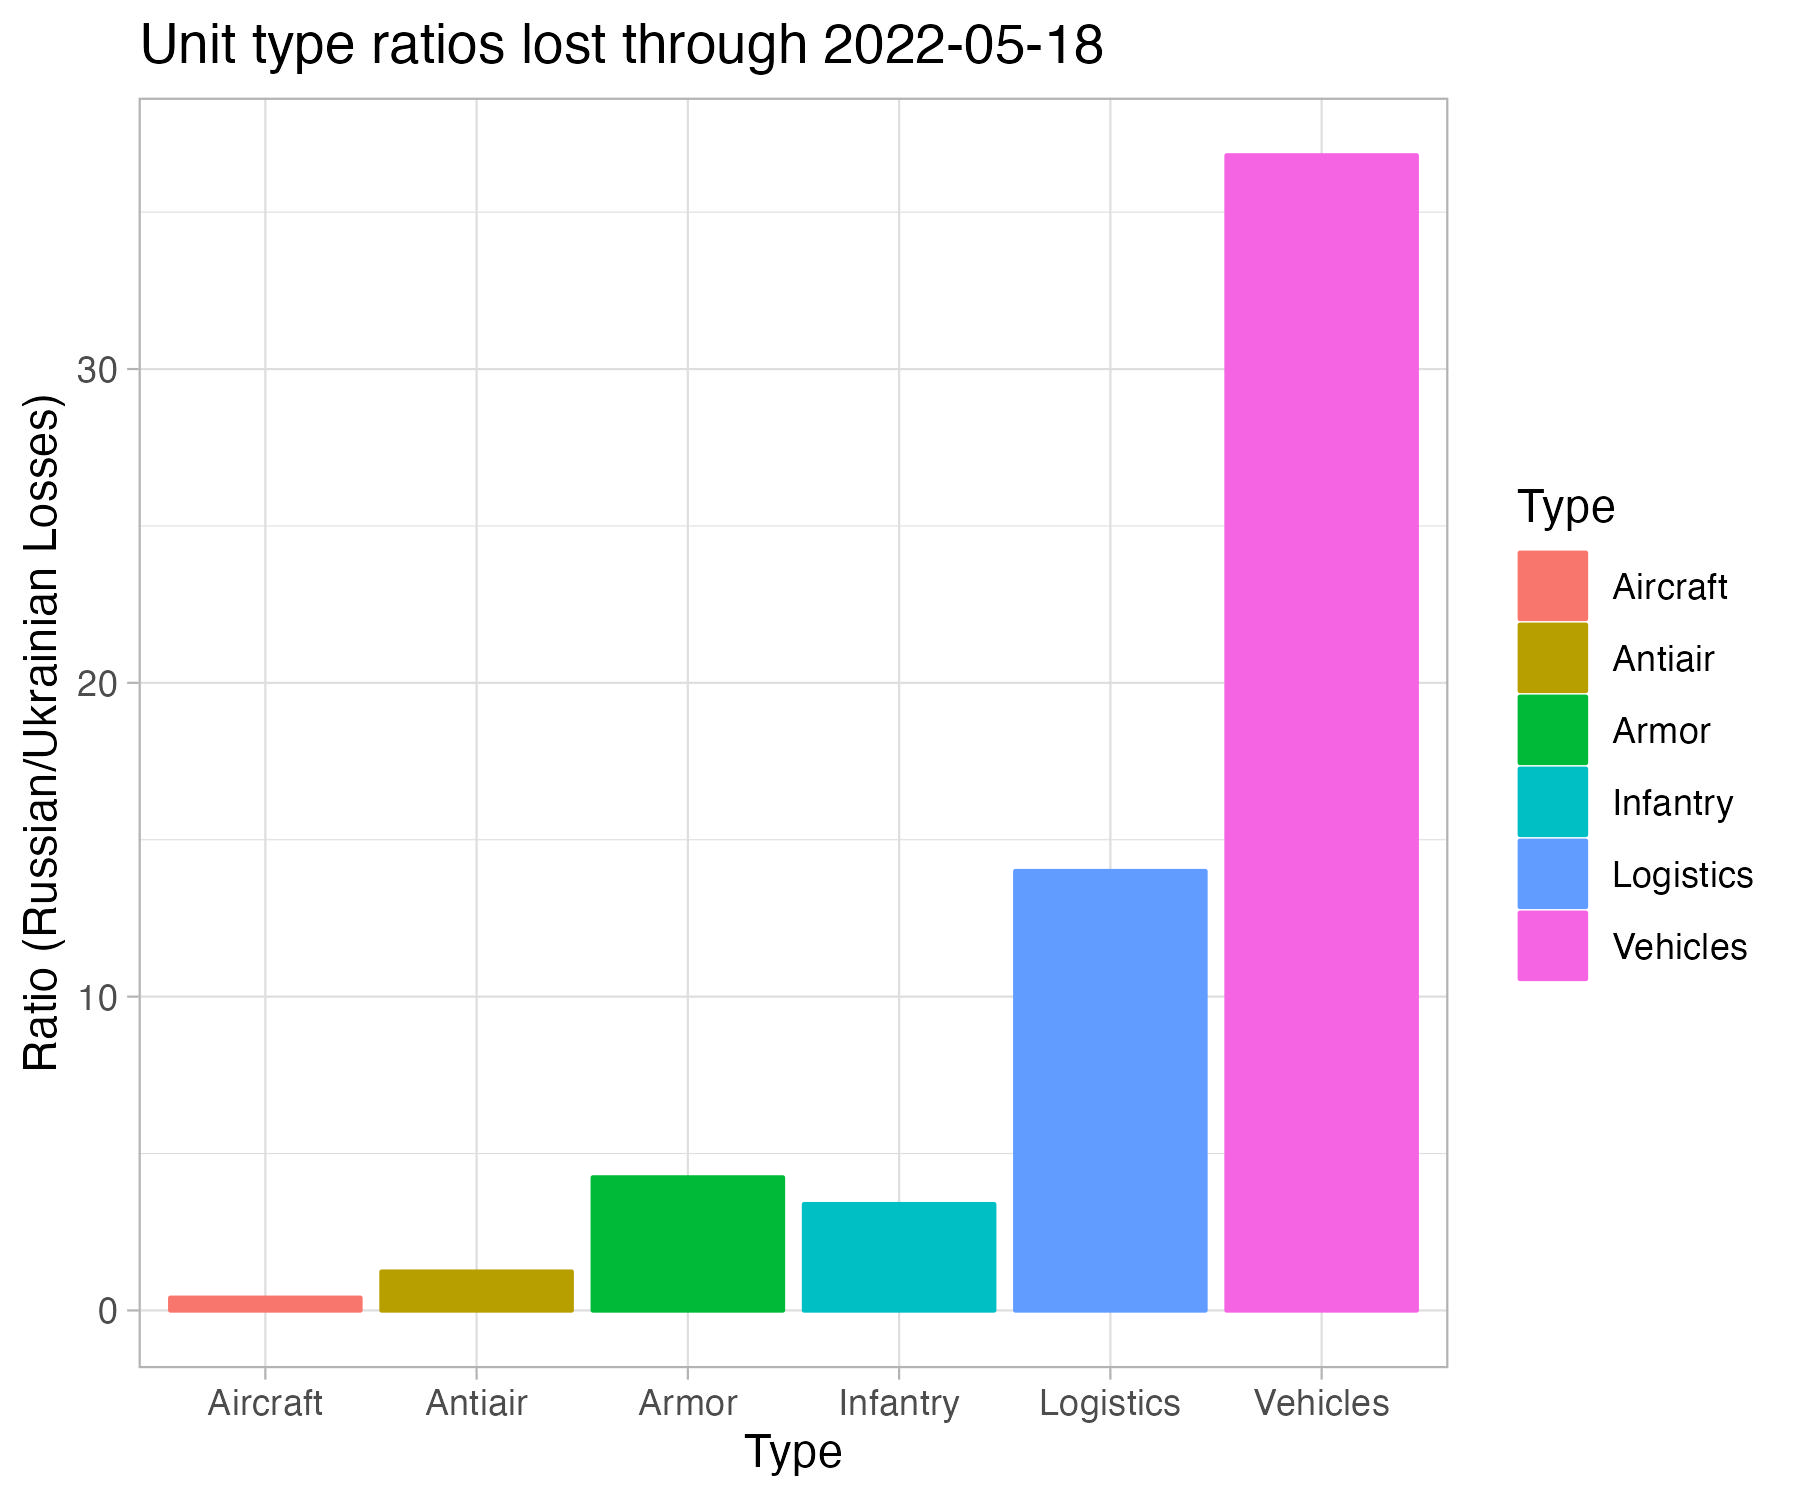 Unit type ratios lost through 2022-05-18
Ratio (Russian/Ukrainian Losses)
30
20
10
0
Aircraft
Antiair
Armor
Infantry
Logistics
Vehicles
Type
Type
Aircraft
Antiair
Armor
Infantry
Logistics
Vehicles